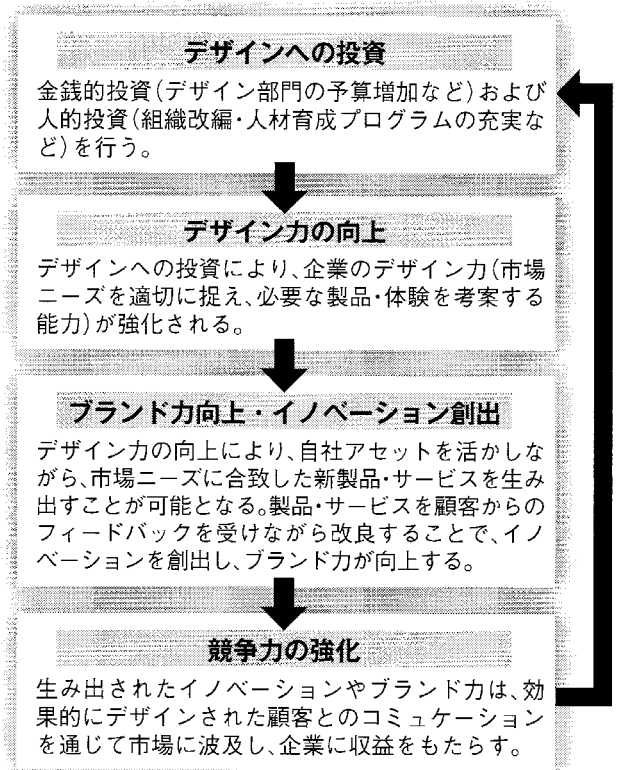 デザインへの投資
金銭的投資(デザイン部門の予算増加など)および
人的投資(組織改編・人材育成プログラムの充実な
ど)を行う。
デザイン力の向上
デザインへの投資により、企業のデザイン力(市場
ニーズを適切に捉え、必要な製品・体験を考案する
能力)が強化される。
ブランド力向上・イノベーション創出
デザイン力の向上により、自社アセットを活かしな
がら、市場ニーズに合致した新製品・サービスを生み
出すことが可能となる。製品・サービスを顧客からの
フィードバックを受けながら改良することで、イノ
ベーションを創出し、ブランド力が向上する。
競争力の強化
生み出されたイノベーションやブランド力は、効
果的にデザインされた顧客とのコミュケーション
を通じて市場に波及し、企業に収益をもたらす。